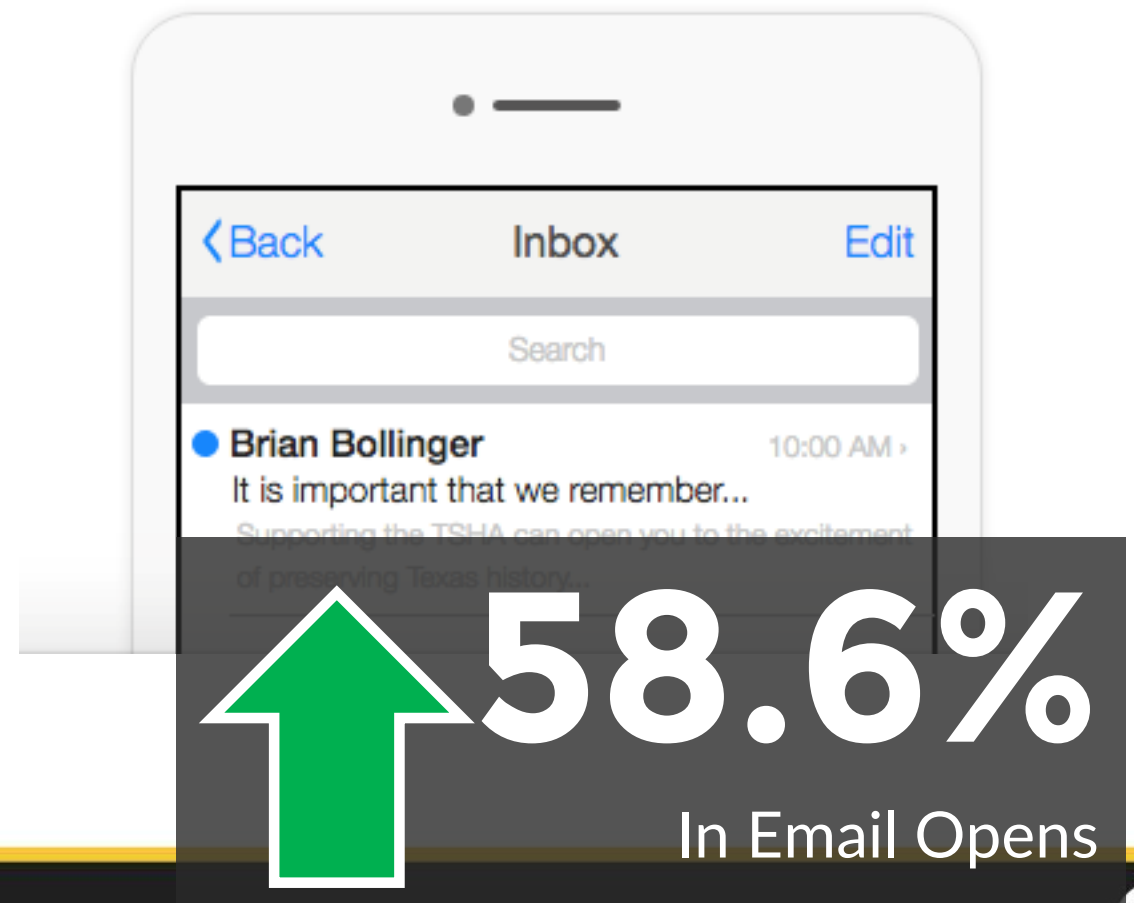 Back Inbox Edit
Search
Brian Bollinger 10:00 AM
It is important that we remember...
Supporting the TSHA can open you to the excitement
of preserving Texas history...
58.6%
In Email Opens